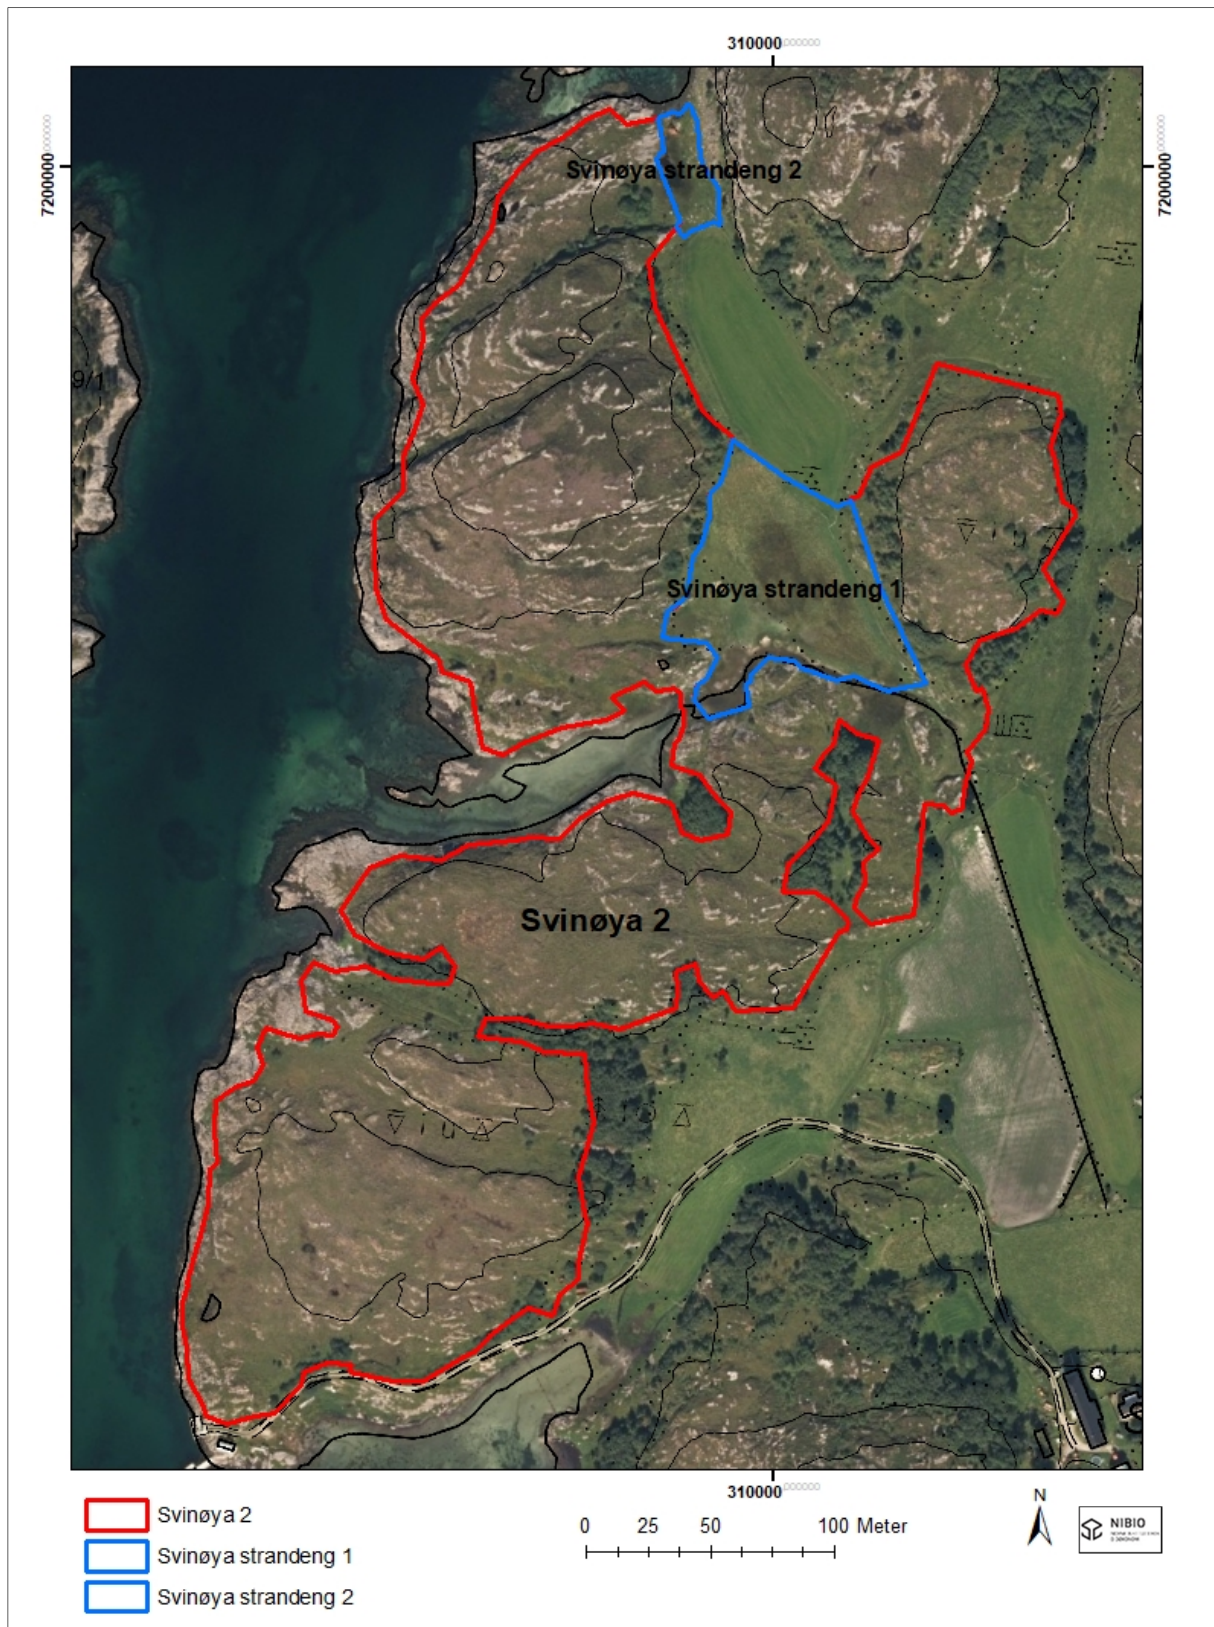 310000
7200000
7200000
Svinøya strandeng 2
9/1
Svinøya strandeng 1
Svinøya 2
310000
Svinøya 2
Svinøya strandeng 1
Svinøya strandeng 2
0 25 50 100 Meter
N
NIBIO